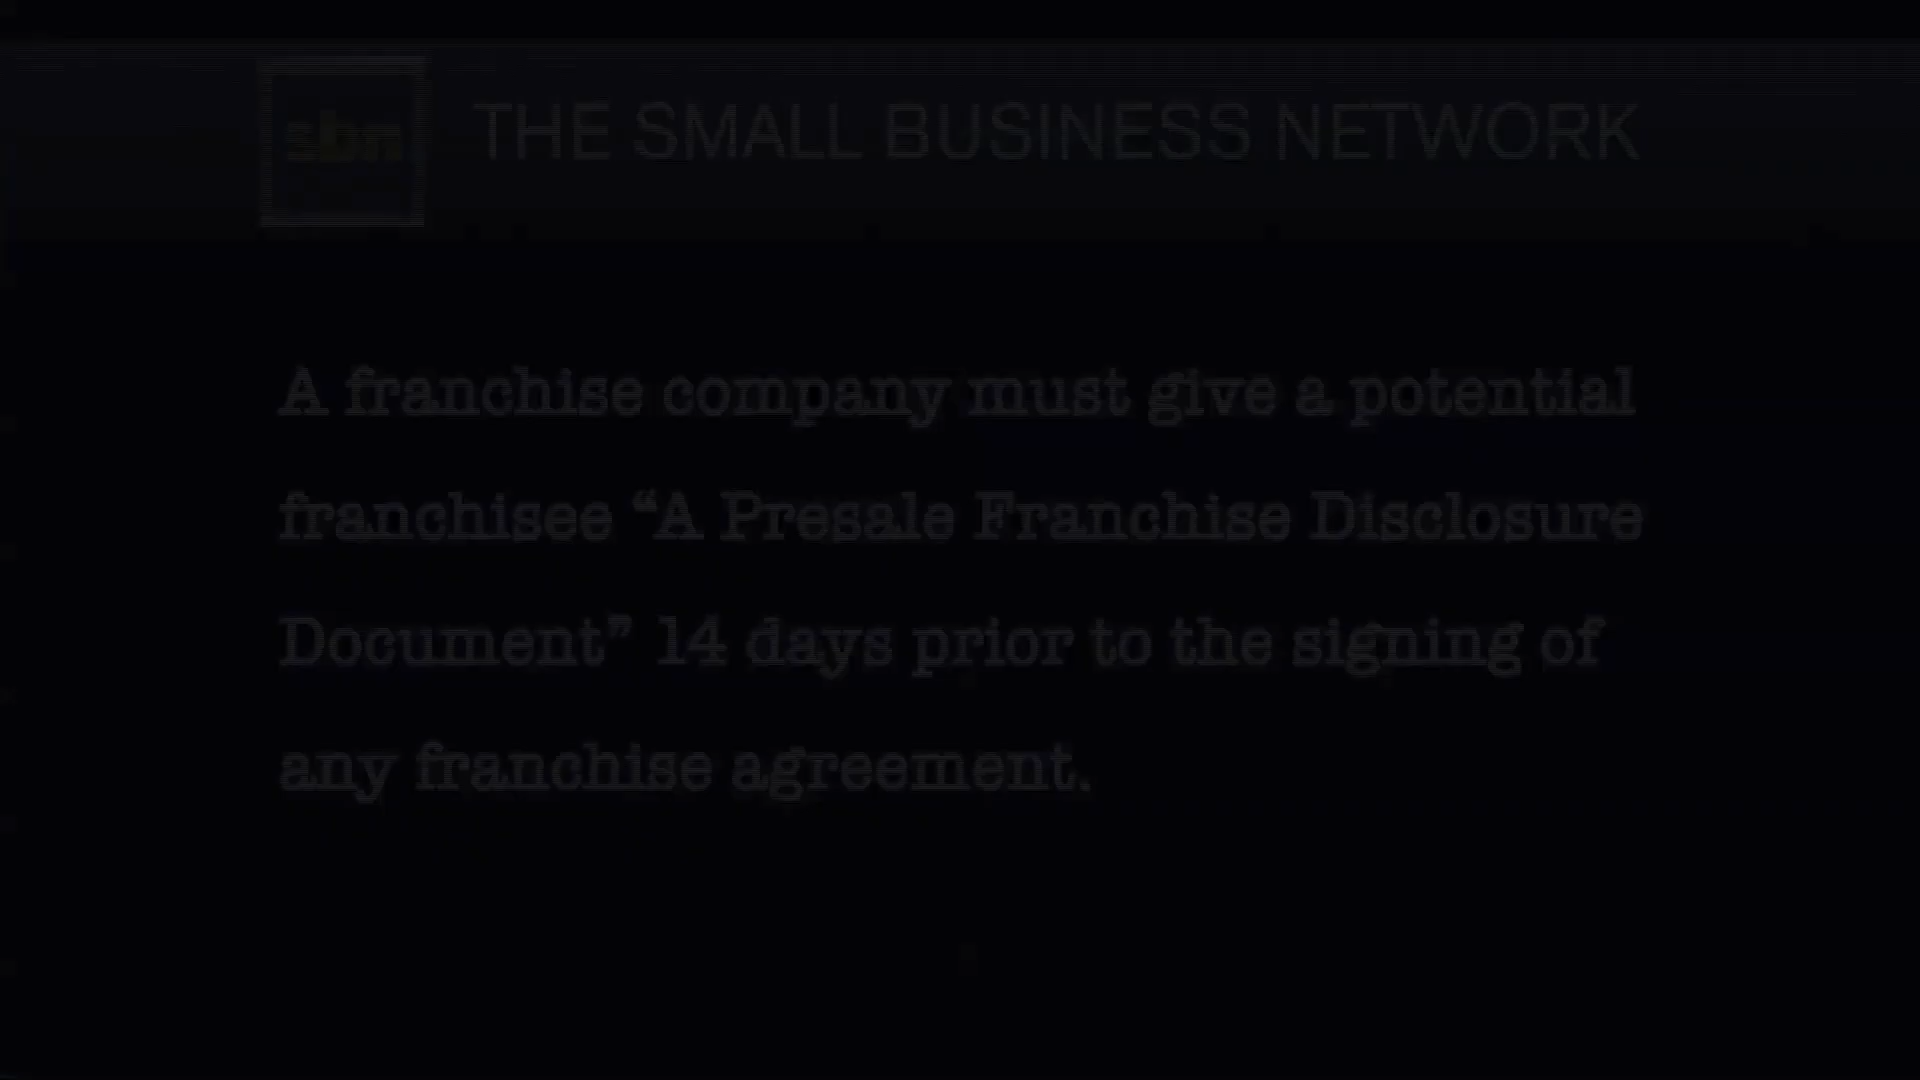 sbn THE SMALL BUSINESS NETWORK
A franchise company must give a potential
franchisee “A Presale Franchise Disclosure
Document” 14 days prior to the signing of
any franchise agreement.